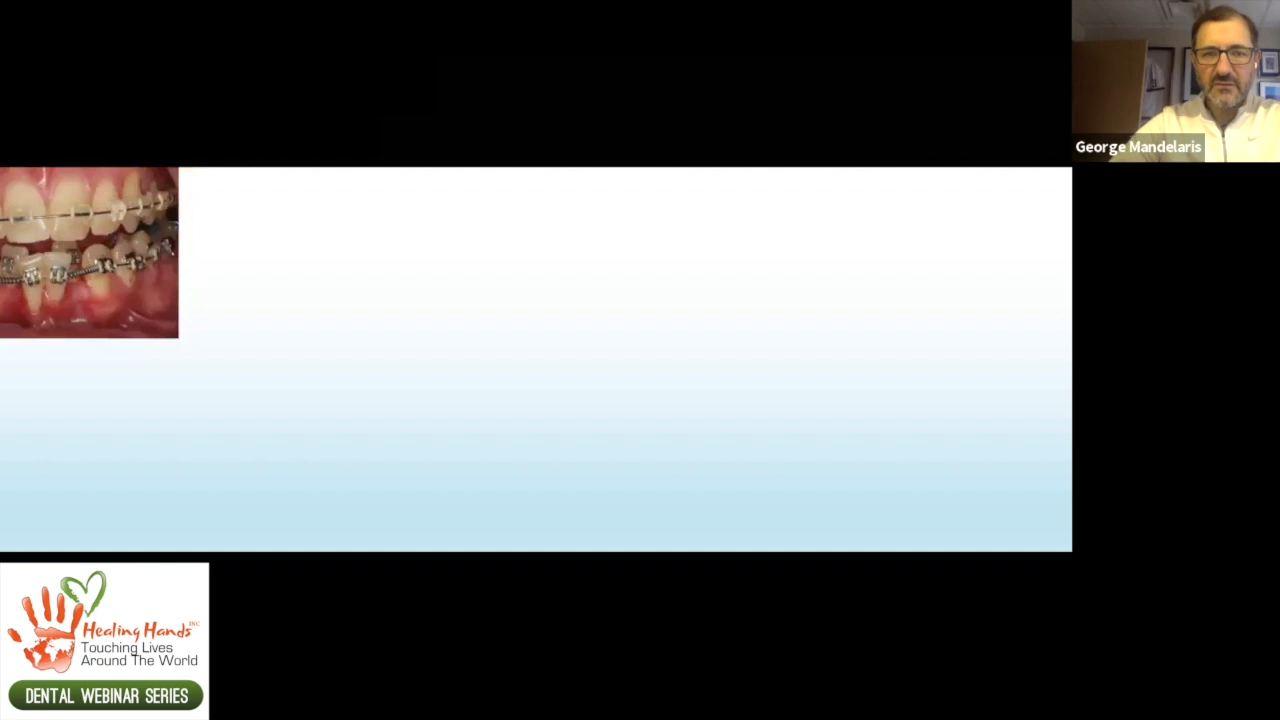 George Mandelaris
Healing Hands INC
Touching Lives
Around The World
DENTAL WEBINAR SERIES